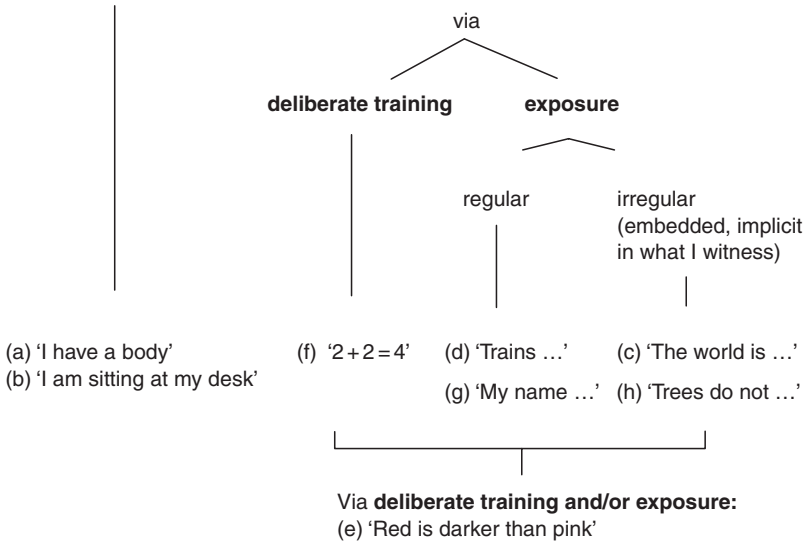 via
deliberate training exposure
regular irregular
(embedded, implicit
in what I witness)
(a) ‘I have a body’ (f) ‘2 + 2 = 4’ (d) ‘Trains …’ (c) ‘The world is …’
(b) ‘I am sitting at my desk’
(g) ‘My name …’ (h) ‘Trees do not …’
Via deliberate training and/or exposure:
(e) ‘Red is darker than pink’